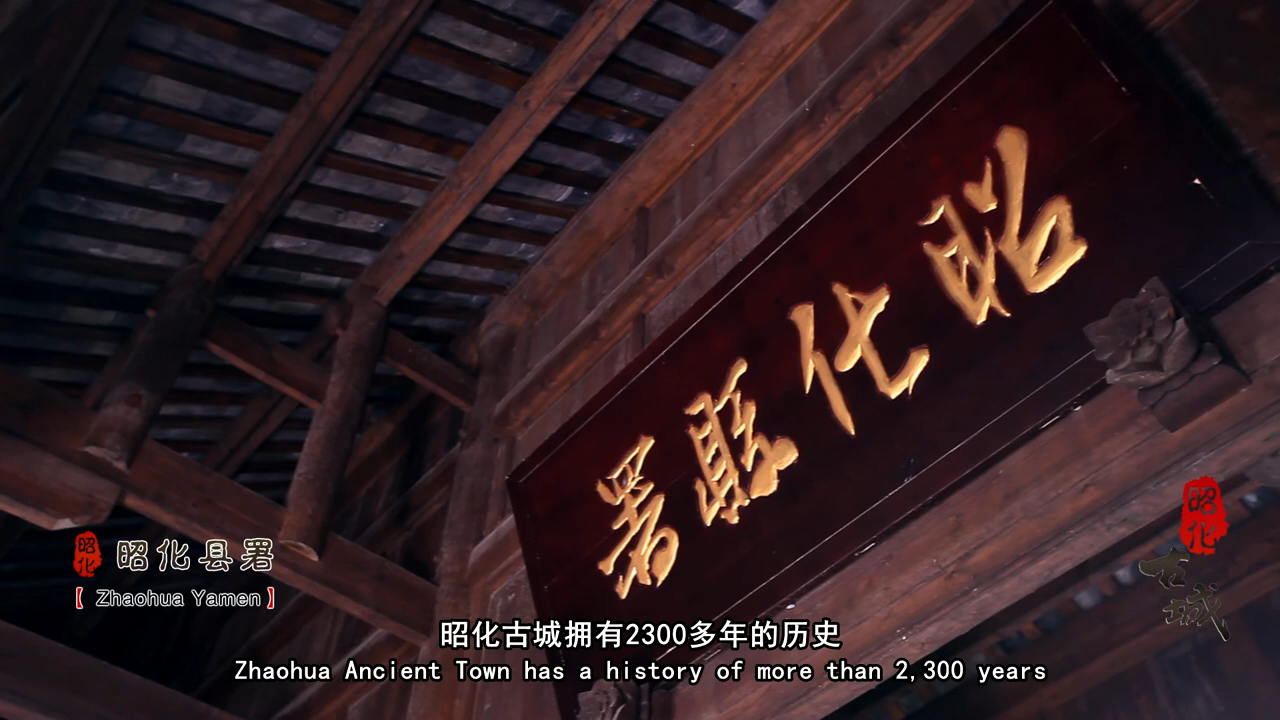 昭化縣署
昭化
昭化县署
【 Zhaohua Yamen】
昭化
古城
昭化古城拥有2300多年的历史
Zhaohua Ancient Town has a history of more than 2,300 years